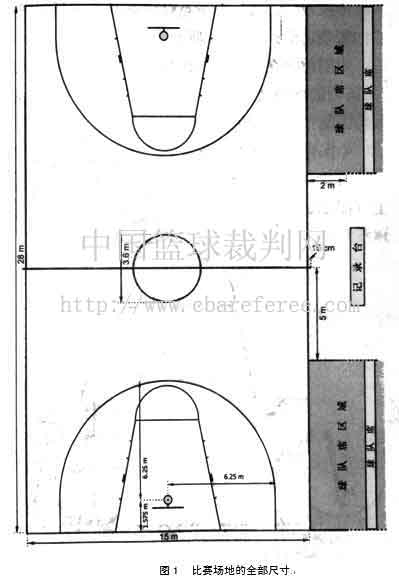 球队席区域
球队席
2 m
中国篮球裁判网
3.6 m
28 m
记录台
http://www.cbareferee.com
5 m
球队席区域
球队席
6.25 m
6.25 m
1.575 m
15 m
图 1 比赛场地的全部尺寸.